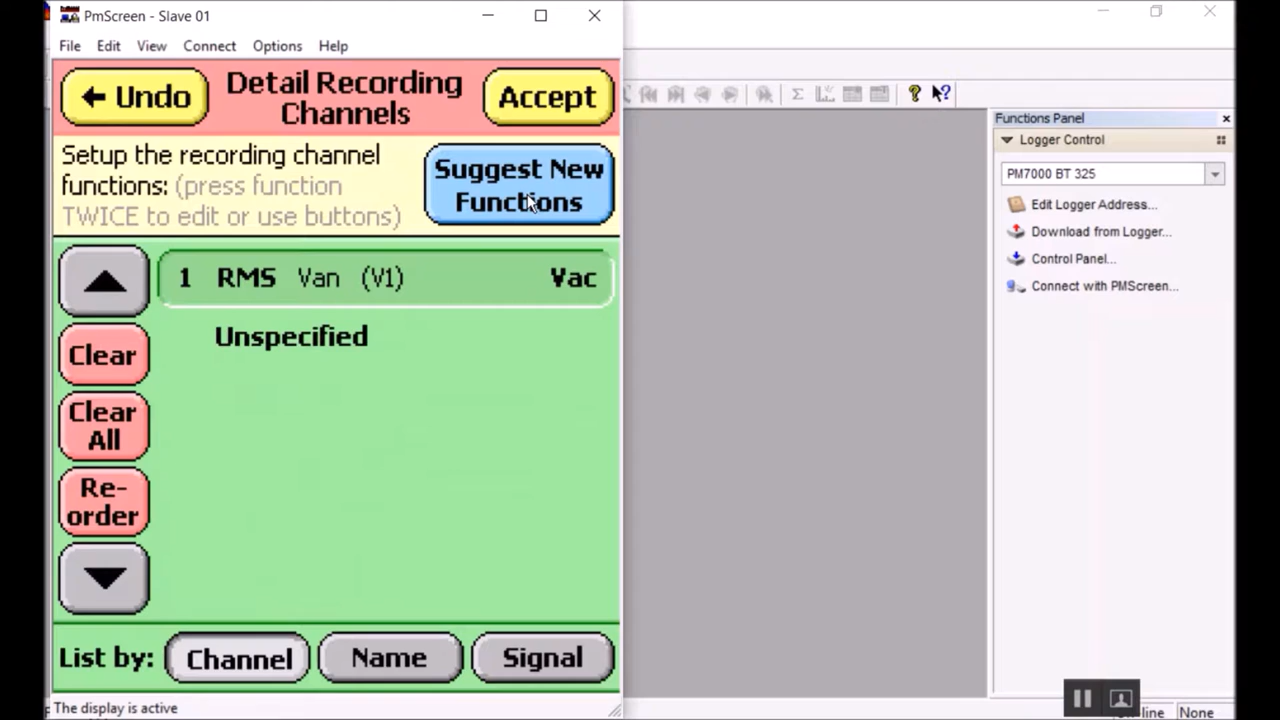 PmScreen - Slave 01
File Edit View Connect Options Help
Undo
Detail Recording
Channels
Accept
Setup the recording channel
functions: (press function
TWICE to edit or use buttons)
Suggest New
Functions
1 RMS Van (V1) Vac
Unspecified
Clear
Clear
All
Re-
order
List by: Channel Name Signal
The display is active
Functions Panel
Logger Control
PM7000 BT 325
Edit Logger Address...
Download from Logger...
Control Panel...
Connect with PMScreen...
line None